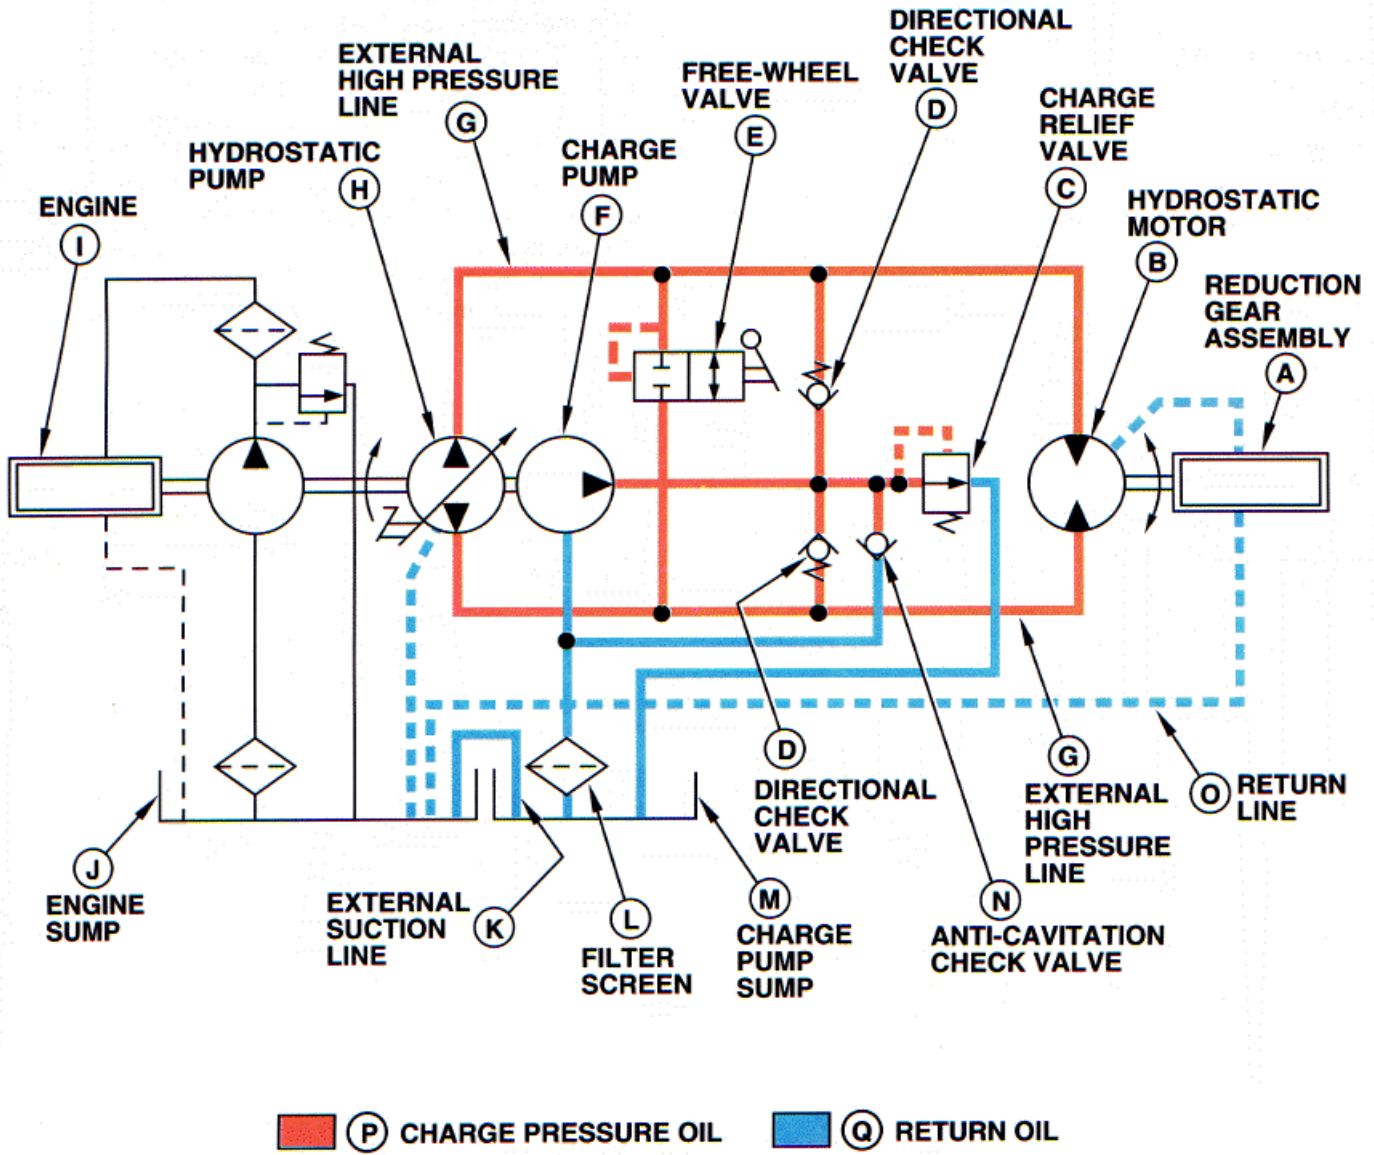 DIRECTIONAL
CHECK
VALVE
D
EXTERNAL
HIGH PRESSURE
LINE
G
FREE-WHEEL
VALVE
E
CHARGE
RELIEF
VALVE
C
HYDROSTATIC
PUMP
H
CHARGE
PUMP
F
HYDROSTATIC
MOTOR
B
ENGINE
I
REDUCTION
GEAR
ASSEMBLY
A
J
ENGINE
SUMP
EXTERNAL
SUCTION
LINE
K
L
FILTER
SCREEN
M
CHARGE
PUMP
SUMP
D
DIRECTIONAL
CHECK
VALVE
N
ANTI-CAVITATION
CHECK VALVE
G
EXTERNAL
HIGH
PRESSURE
LINE
O
RETURN
LINE
P CHARGE PRESSURE OIL
Q RETURN OIL